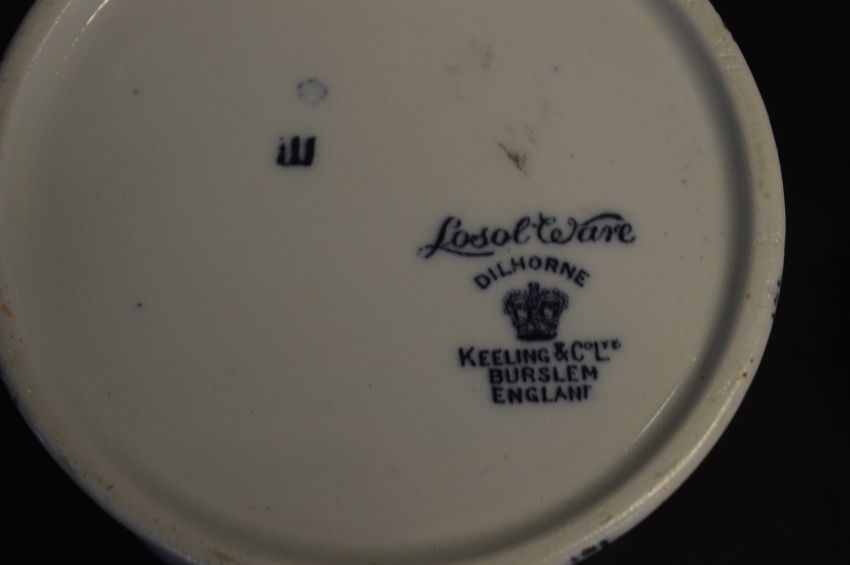 Losol Ware
DILHORNE
KEELING & Co LTD.
BURSLEM
ENGLAND